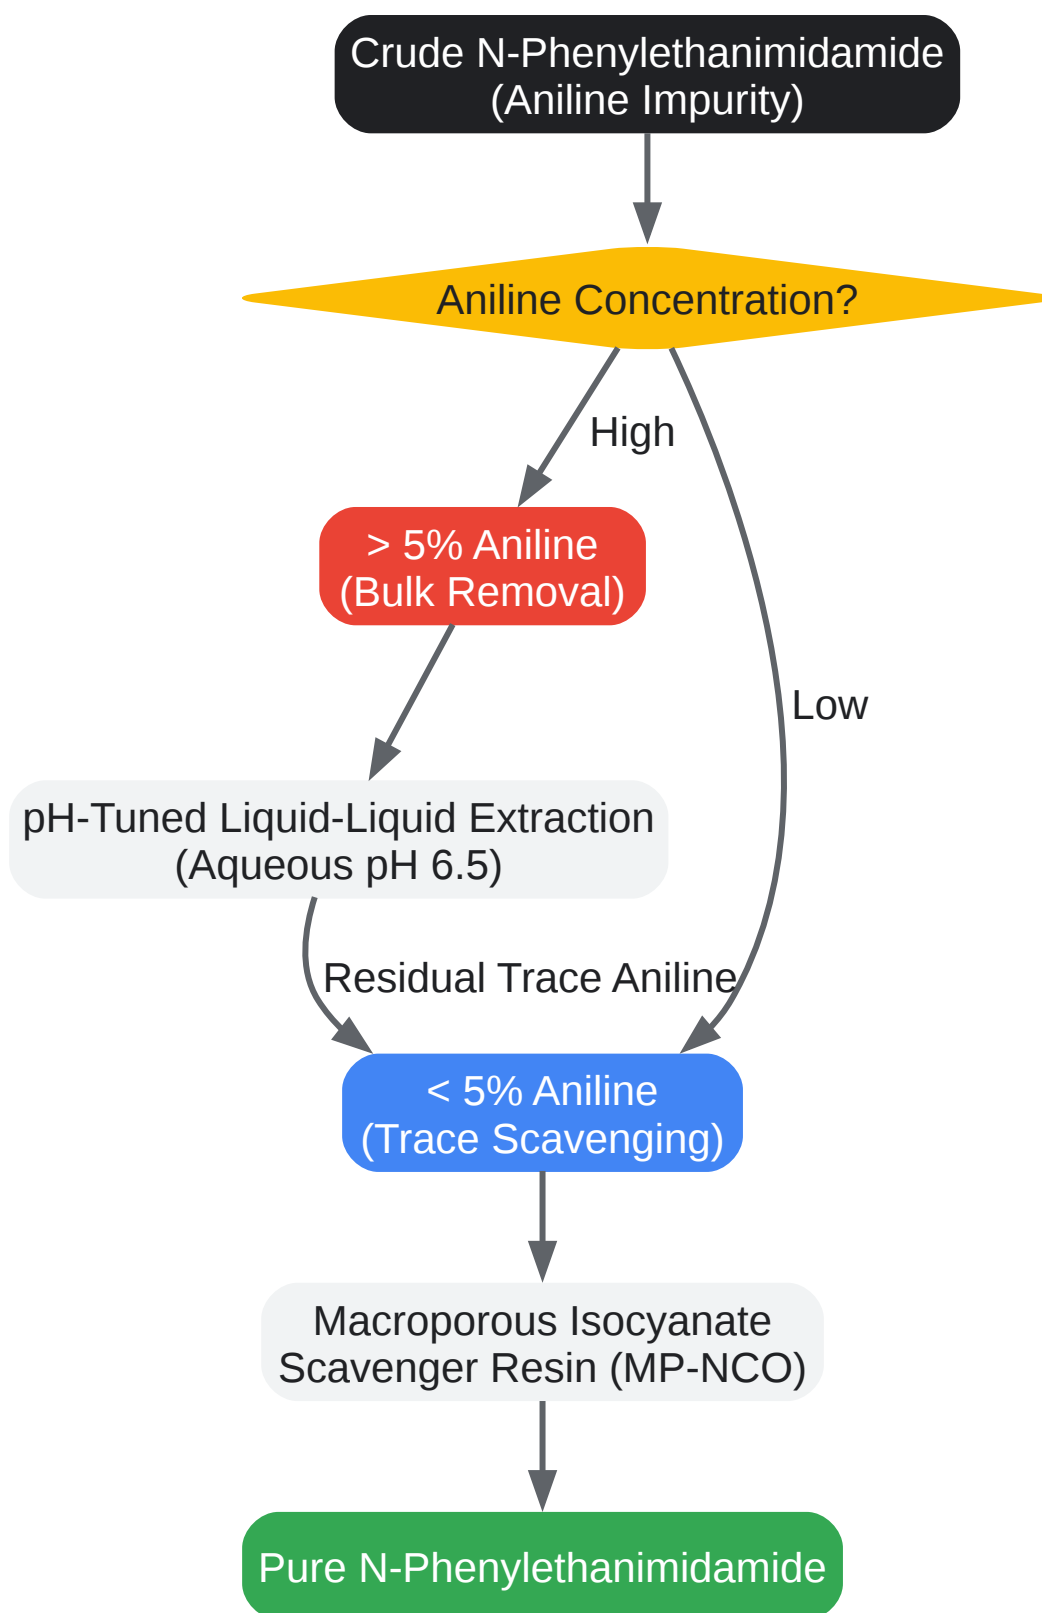 Crude N-Phenylethanimidamide
(Aniline Impurity)
Aniline Concentration?
High
> 5% Aniline
(Bulk Removal)
Low
pH-Tuned Liquid-Liquid Extraction
(Aqueous pH 6.5)
Residual Trace Aniline
< 5% Aniline
(Trace Scavenging)
Macroporous Isocyanate
Scavenger Resin (MP-NCO)
Pure N-Phenylethanimidamide